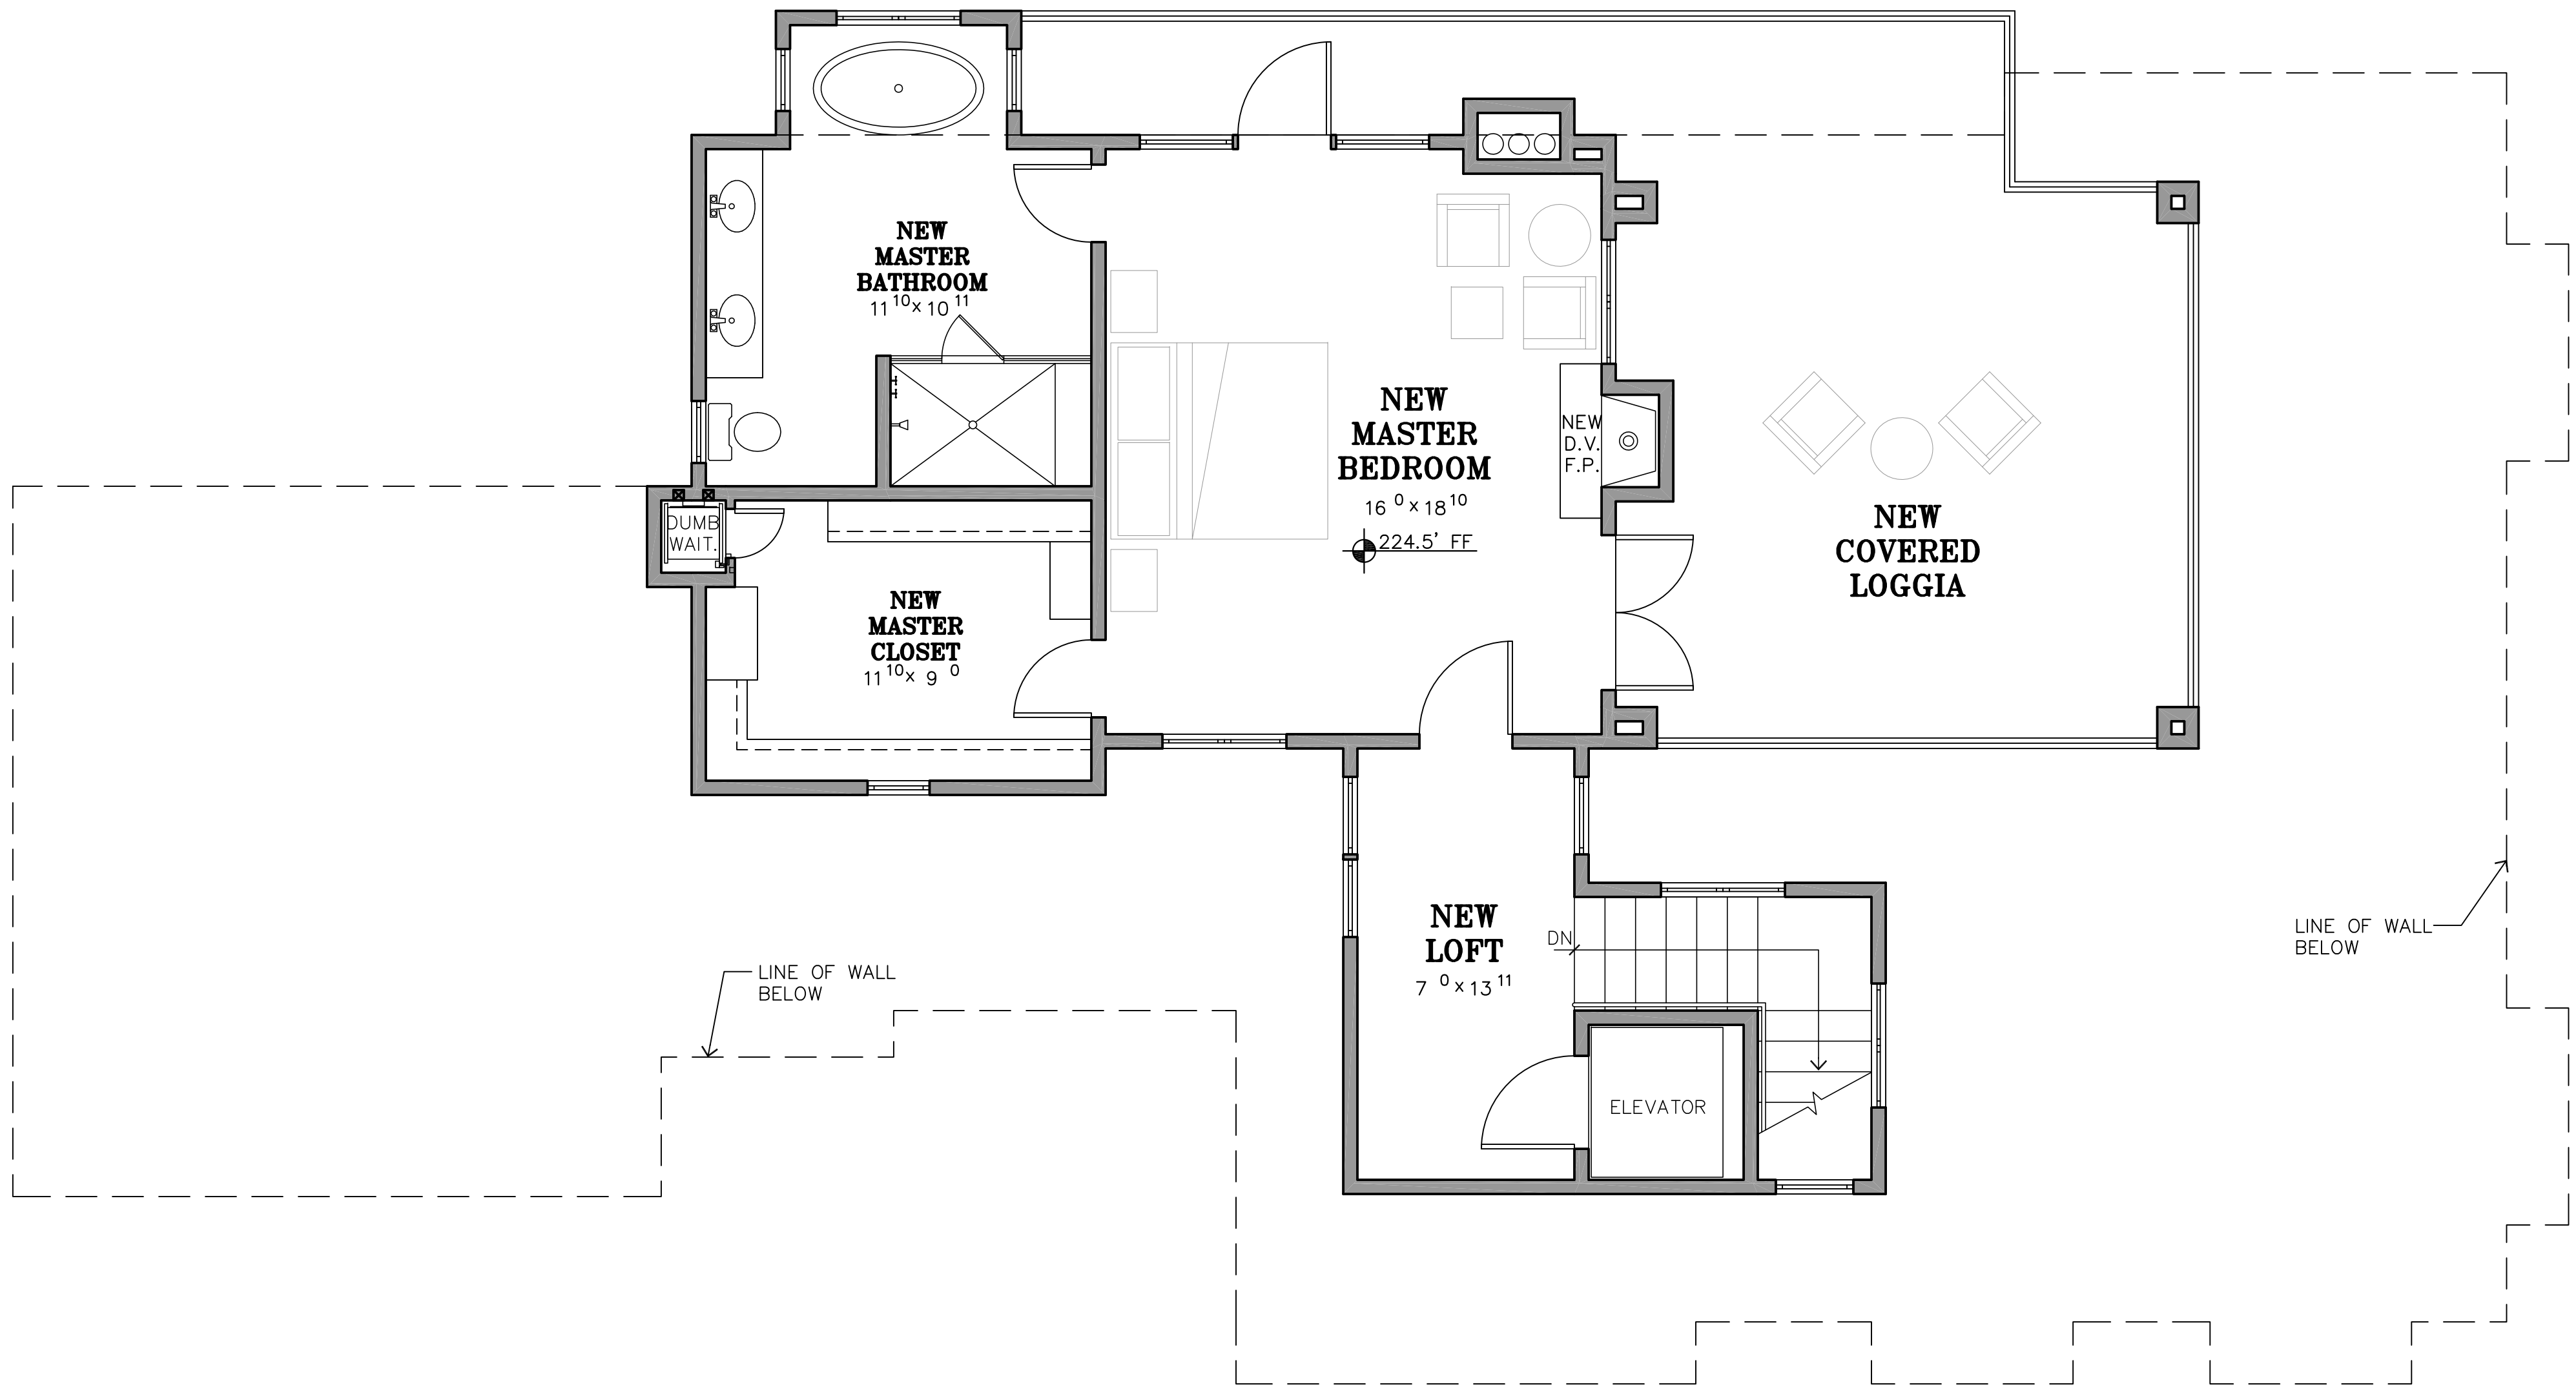 NEW
MASTER
BATHROOM
11 10 x 10 11
DUMB
WAIT.
NEW
MASTER
CLOSET
11 10 x 9 0
NEW
MASTER
BEDROOM
16 0 x 18 10
224.5' FF
NEW
D.V.
F.P.
NEW
COVERED
LOGGIA
NEW
LOFT
7 0 x 13 11
DN
ELEVATOR
LINE OF WALL
BELOW
LINE OF WALL
BELOW